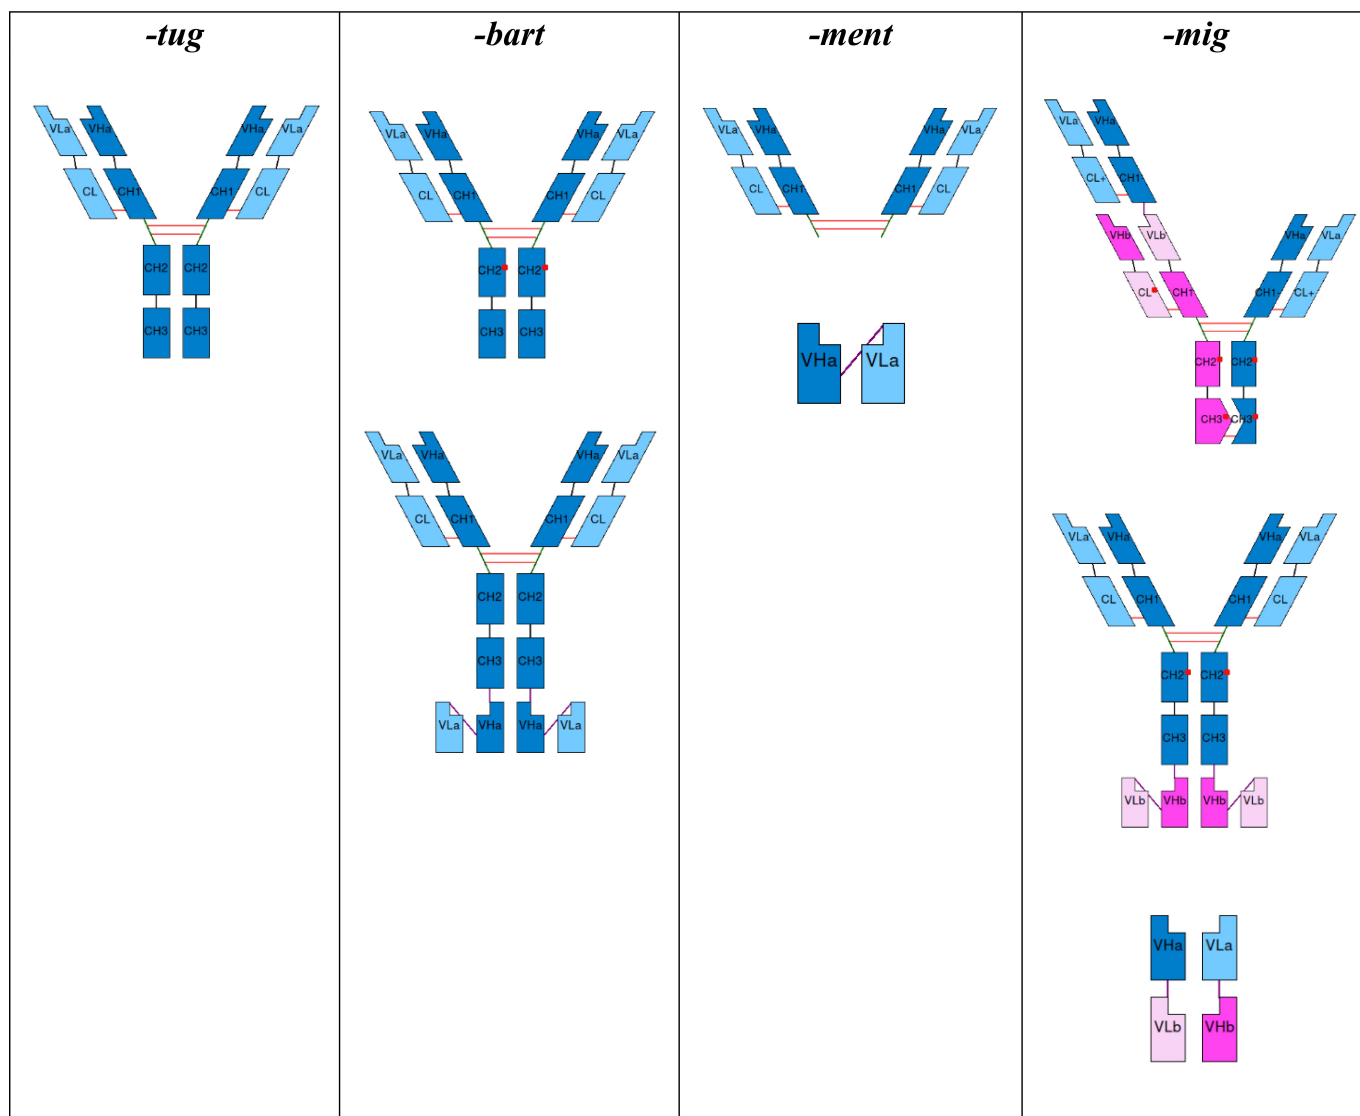 -tug
-bart
-ment
-mig
VLa VHa VHa VLa
CL CH1 CH1 CL
CH2 CH2
CH3 CH3
VLa VHa VHa VLa
CL CH1 CH1 CL
CH2 CH2
CH3 CH3
VLa VHa VHa VLa
CL CH1 CH1 CL
CH2 CH2
CH3 CH3
VLa VHa VHa VLa
VLa VHa VHa VLa
CL CH1 CH1 CL
VHa VLa
VLa VHa
CL+ CH1-
VHb VLb VHa VLa
CL CH1 CH1- CL+
CH2 CH2
CH3 CH3
VLa VHa VHa VLa
CL CH1 CH1 CL
CH2 CH2
CH3 CH3
VLb VHb VHb VLb
VHa VLa
VLb VHb